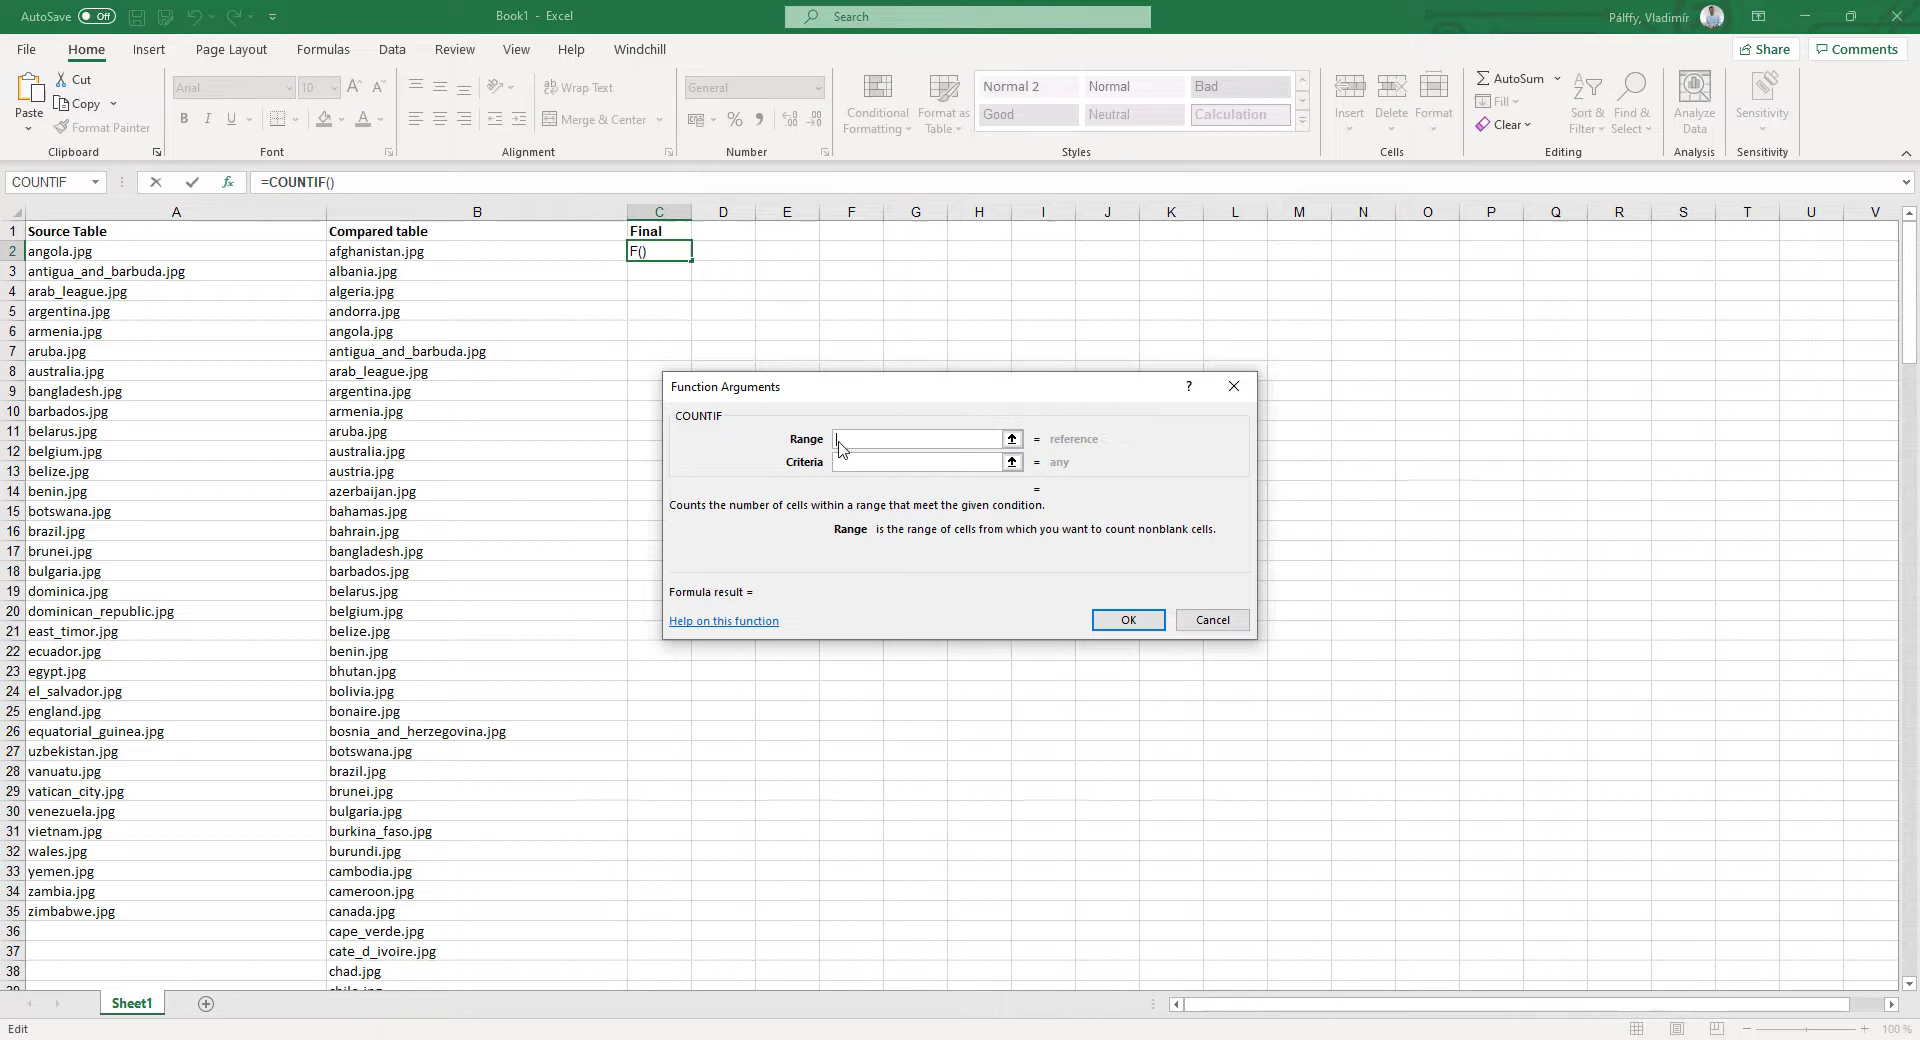 AutoSave Off Book1 - Excel Search Pálffy, Vladimír
File Home Insert Page Layout Formulas Data Review View Help Windchill Share Comments
Paste Cut Copy Format Painter
Arial 10 A A B I U A
Wrap Text Merge & Center
General % 9
Conditional Formatting Format as Table
Normal 2 Normal Bad
Good Neutral Calculation
Insert Delete Format
AutoSum Fill Clear Sort & Filter Find & Select
Analyze Data Sensitivity
Clipboard Font Alignment Number Styles Cells Editing Analysis Sensitivity
COUNTIF fx =COUNTIF()
A B C D E F G H I J K L M N O P Q R S T U V
1 Source Table Compared table Final
2 angola.jpg afghanistan.jpg F()
3 antigua_and_barbuda.jpg albania.jpg
4 arab_league.jpg algeria.jpg
5 argentina.jpg andorra.jpg
6 armenia.jpg angola.jpg
7 aruba.jpg antigua_and_barbuda.jpg
8 australia.jpg arab_league.jpg
9 bangladesh.jpg argentina.jpg
10 barbados.jpg armenia.jpg
11 belarus.jpg aruba.jpg
12 belgium.jpg australia.jpg
13 belize.jpg austria.jpg
14 benin.jpg azerbaijan.jpg
15 botswana.jpg bahamas.jpg
16 brazil.jpg bahrain.jpg
17 brunei.jpg bangladesh.jpg
18 bulgaria.jpg barbados.jpg
19 dominica.jpg belarus.jpg
20 dominican_republic.jpg belgium.jpg
21 east_timor.jpg belize.jpg
22 ecuador.jpg benin.jpg
23 egypt.jpg bhutan.jpg
24 el_salvador.jpg bolivia.jpg
25 england.jpg bonaire.jpg
26 equatorial_guinea.jpg bosnia_and_herzegovina.jpg
27 uzbekistan.jpg botswana.jpg
28 vanuatu.jpg brazil.jpg
29 vatican_city.jpg brunei.jpg
30 venezuela.jpg bulgaria.jpg
31 vietnam.jpg burkina_faso.jpg
32 wales.jpg burundi.jpg
33 yemen.jpg cambodia.jpg
34 zambia.jpg cameroon.jpg
35 zimbabwe.jpg canada.jpg
36 cape_verde.jpg
37 cate_d_ivoire.jpg
38 chad.jpg
Function Arguments ?
COUNTIF
Range = reference
Criteria = any
=
Counts the number of cells within a range that meet the given condition.
Range is the range of cells from which you want to count nonblank cells.
Formula result =
Help on this function OK Cancel
Sheet1
Edit 100 %